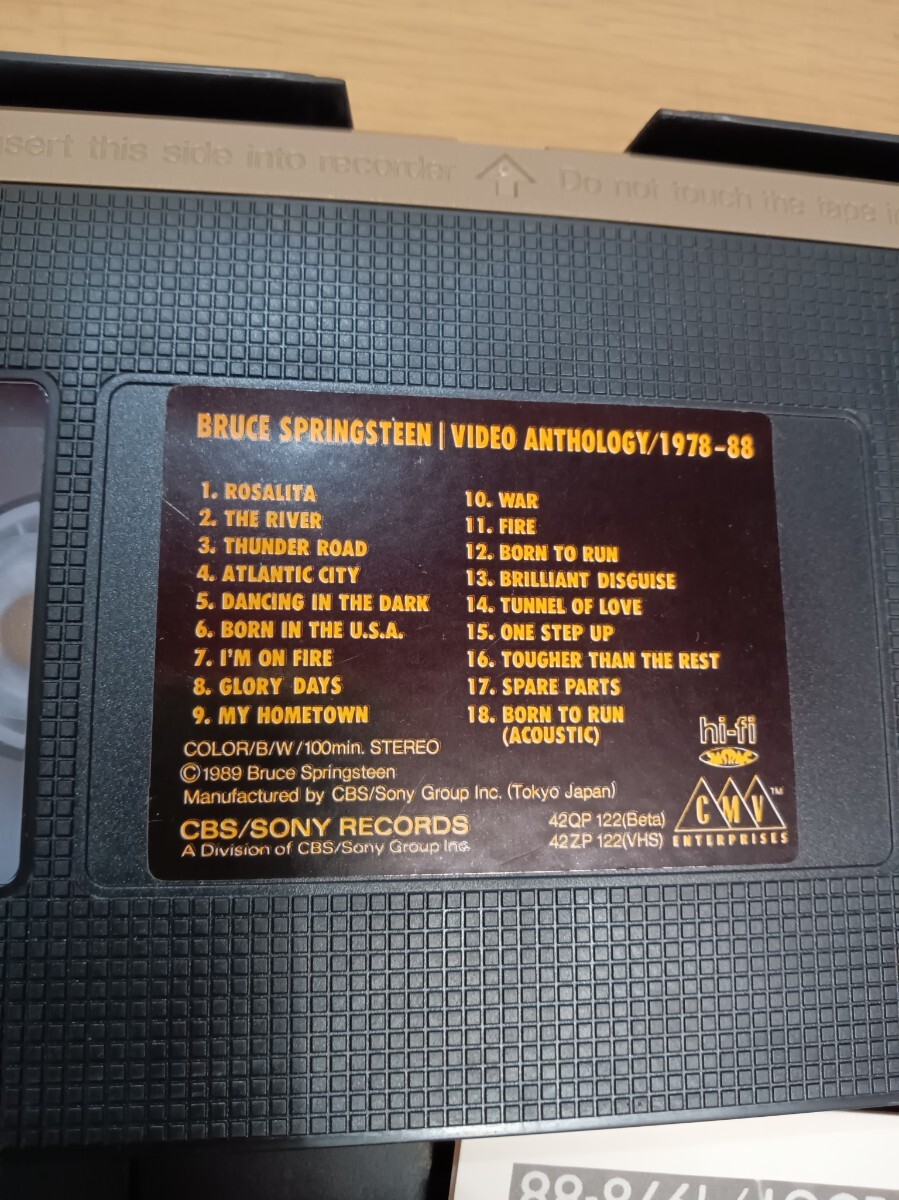 this side into recorder
Do not touch the tape
BRUCE SPRINGSTEEN | VIDEO ANTHOLOGY/1978-88
1. ROSALITA
2. THE RIVER
3. THUNDER ROAD
4. ATLANTIC CITY
5. DANCING IN THE DARK
6. BORN IN THE U.S.A.
7. I'M ON FIRE
8. GLORY DAYS
9. MY HOMETOWN
10. WAR
11. FIRE
12. BORN TO RUN
13. BRILLIANT DISGUISE
14. TUNNEL OF LOVE
15. ONE STEP UP
16. TOUGHER THAN THE REST
17. SPARE PARTS
18. BORN TO RUN
(ACOUSTIC)
COLOR/B/W/100min. STEREO
©1989 Bruce Springsteen
Manufactured by CBS/Sony Group Inc. (Tokyo Japan)
CBS/SONY RECORDS
A Division of CBS/Sony Group Inc.
42QP 122(Beta)
42ZP 122(VHS)
hi-fi
CMV™
ENTERPRISES